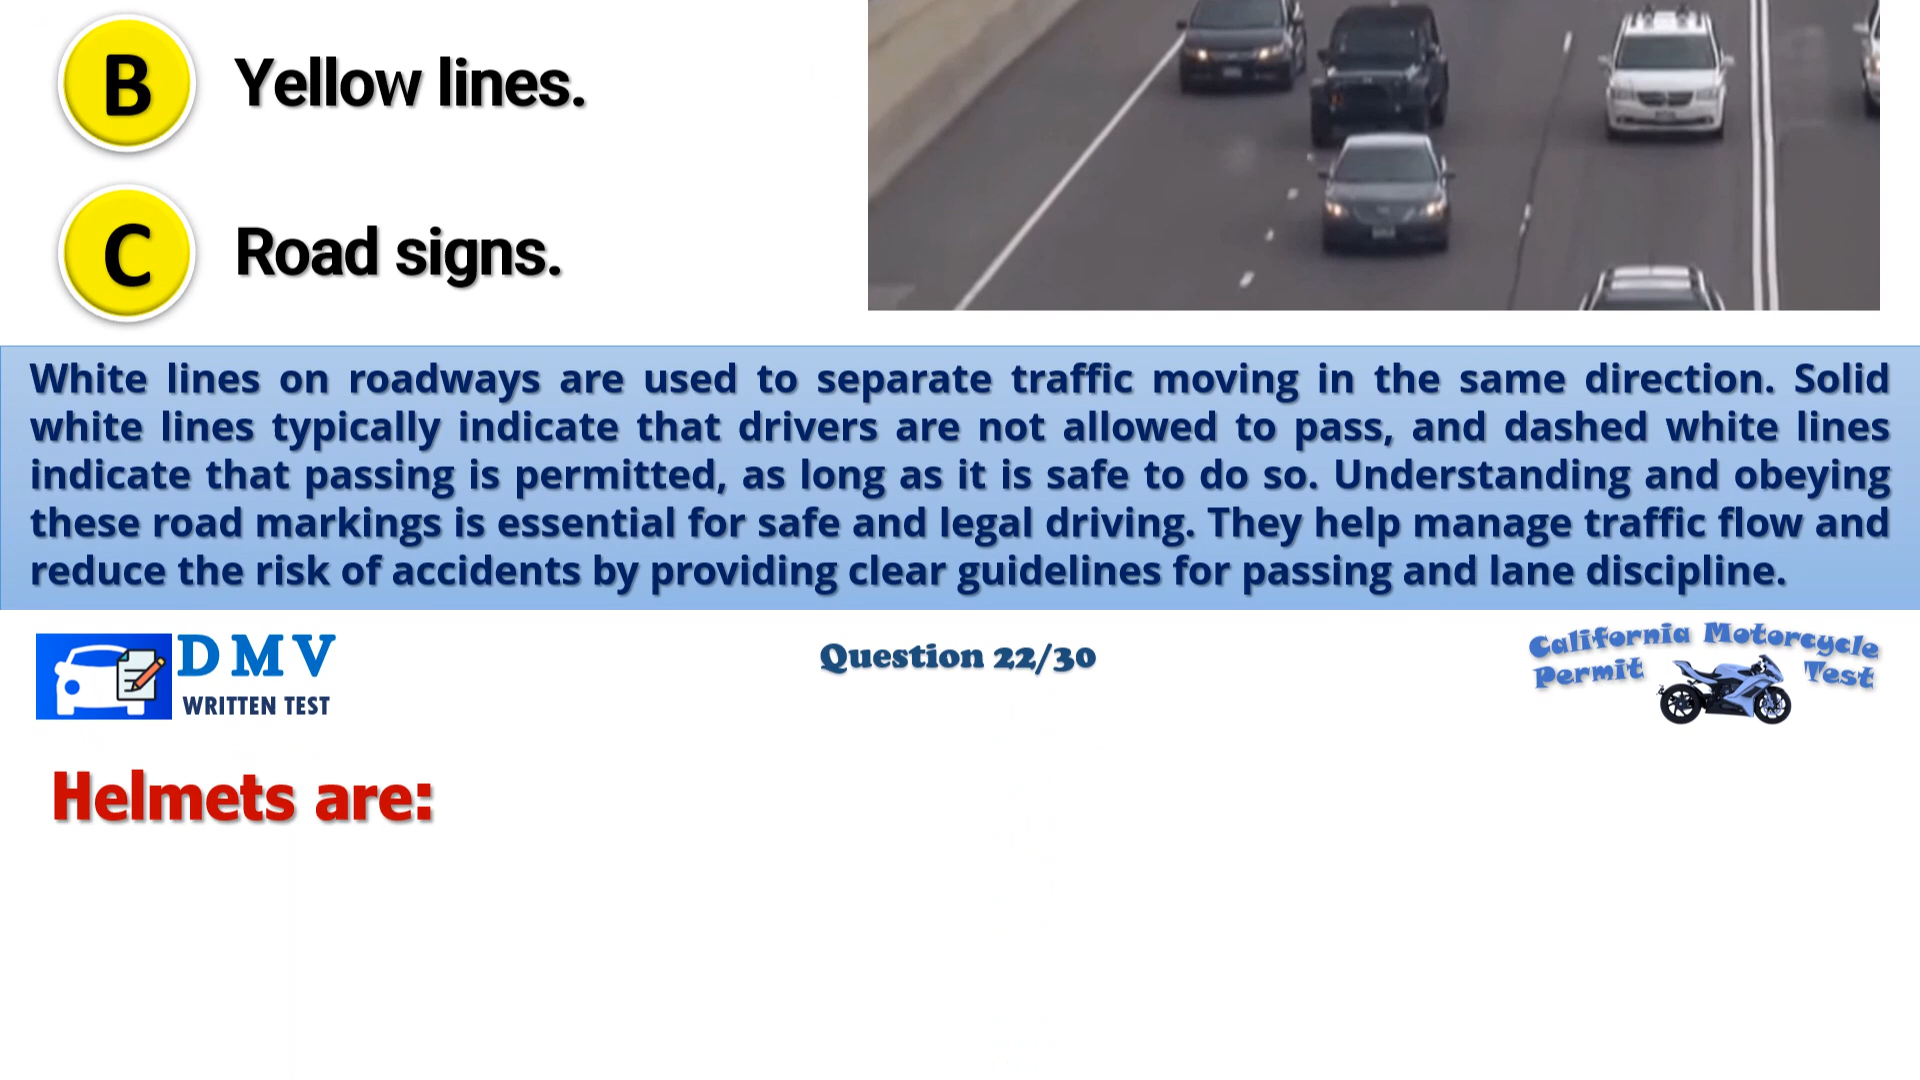 B Yellow lines.
C Road signs.
White lines on roadways are used to separate traffic moving in the same direction. Solid
white lines typically indicate that drivers are not allowed to pass, and dashed white lines
indicate that passing is permitted, as long as it is safe to do so. Understanding and obeying
these road markings is essential for safe and legal driving. They help manage traffic flow and
reduce the risk of accidents by providing clear guidelines for passing and lane discipline.
DMV
WRITTEN TEST
Question 22/30
California Motorcycle
Permit Test
Helmets are: